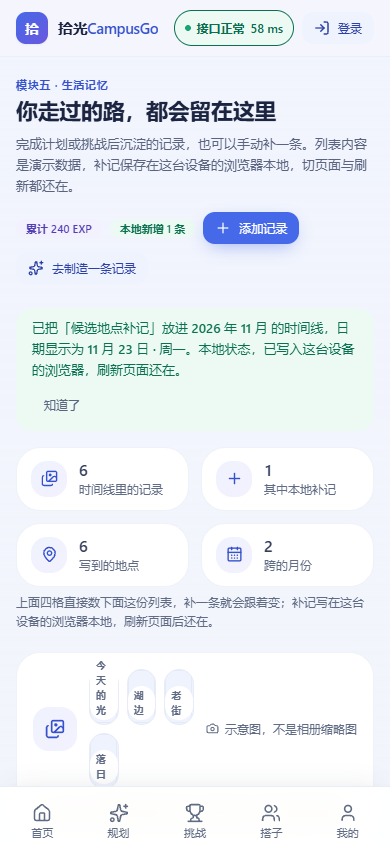 拾 拾光CampusGo 接口正常 58 ms 登录
模块五 · 生活记忆
你走过的路，都会留在这里
完成计划或挑战后沉淀的记录，也可以手动补一条。列表内容
是演示数据，补记保存在这台设备的浏览器本地，切页面与刷
新都还在。
累计 240 EXP 本地新增 1 条 添加记录
去制造一条记录
已把「候选地点补记」放进 2026 年 11 月 的时间线，日
期显示为 11 月 23 日 · 周一。本地状态，已写入这台设备
的浏览器，刷新页面还在。
知道了
6
时间线里的记录
1
其中本地补记
6
写到的地点
2
跨的月份
上面四格直接数下面这份列表，补一条就会跟着变；补记写在这台
设备的浏览器本地，刷新页面后还在。
今
天
的
光
湖
边
老
街
落
日
示意图，不是相册缩略图
首页 规划 挑战 搭子 我的